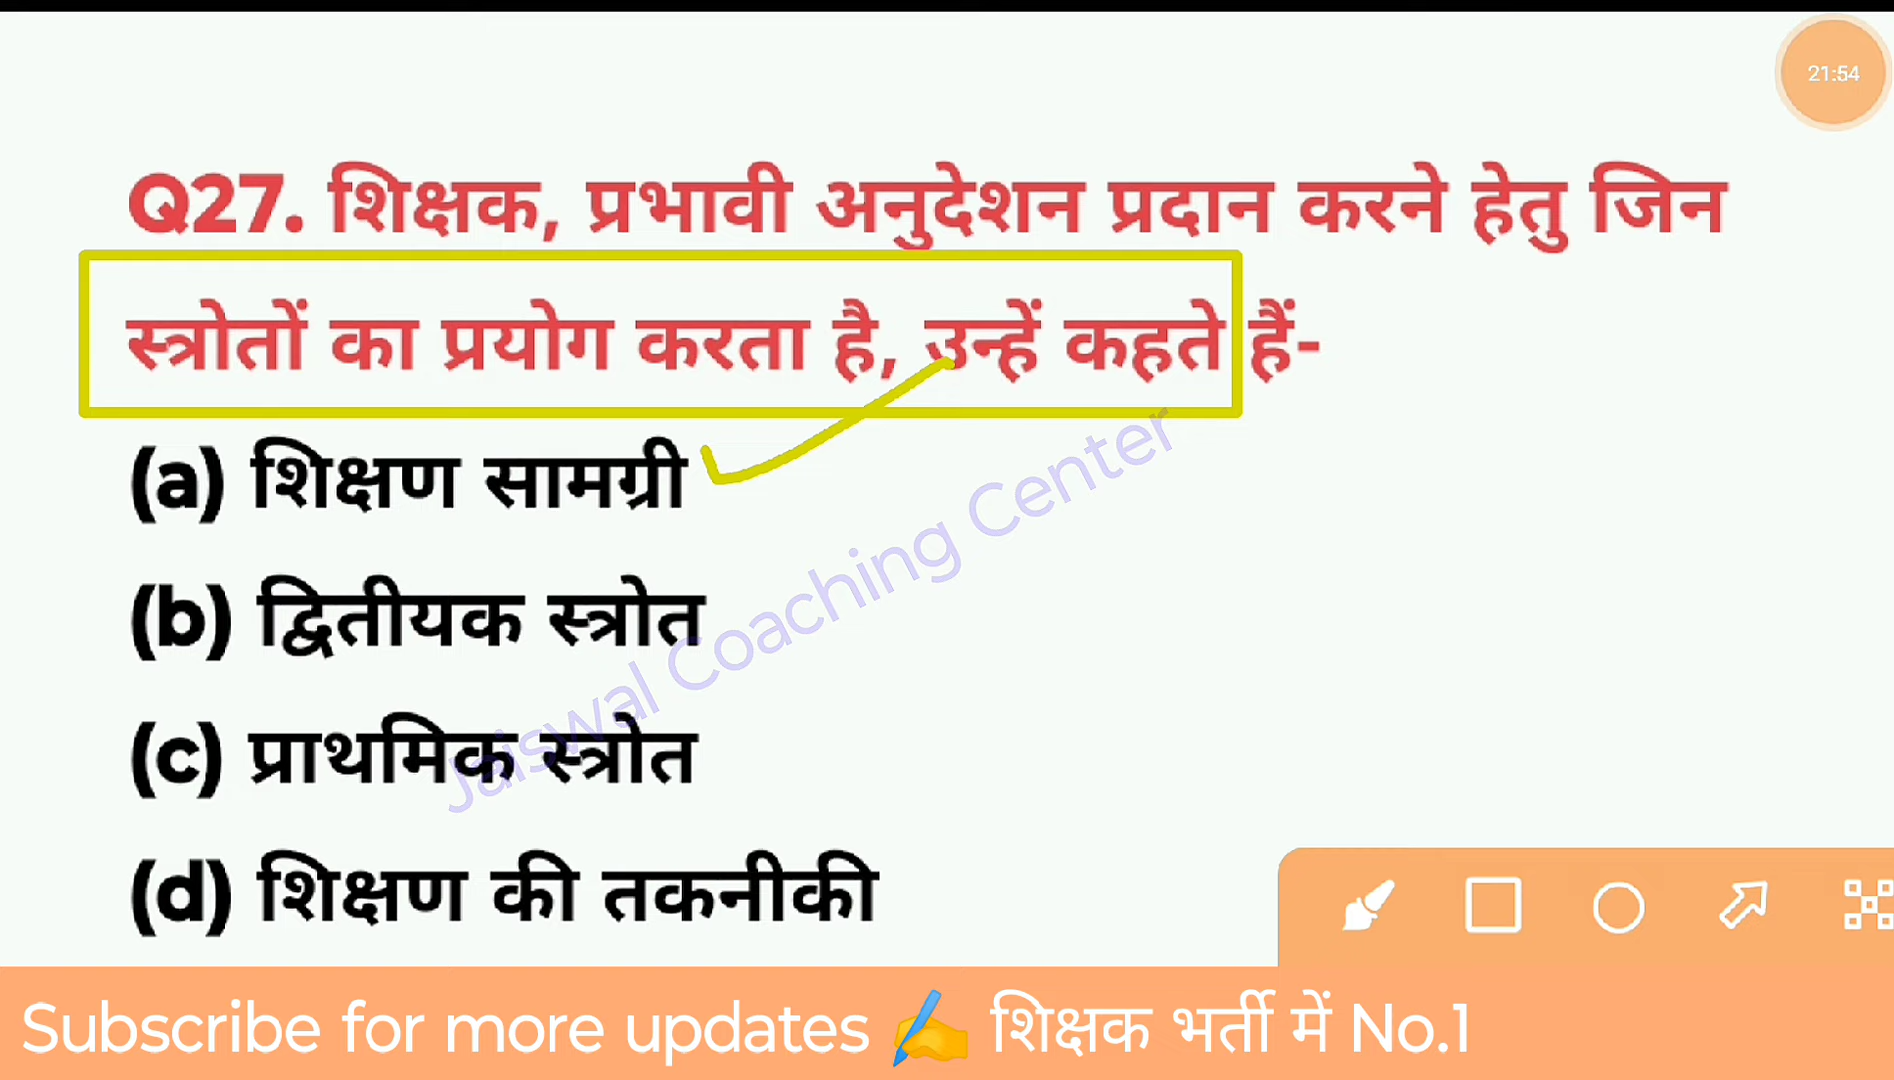 21:54
Q27. शिक्षक, प्रभावी अनुदेशन प्रदान करने हेतु जिन
स्त्रोतों का प्रयोग करता है, उन्हें कहते हैं-
(a) शिक्षण सामग्री
(b) द्वितीयक स्त्रोत
(c) प्राथमिक स्त्रोत
(d) शिक्षण की तकनीकी
Jaiswal Coaching Center
Subscribe for more updates ✍️ शिक्षक भर्ती में No.1